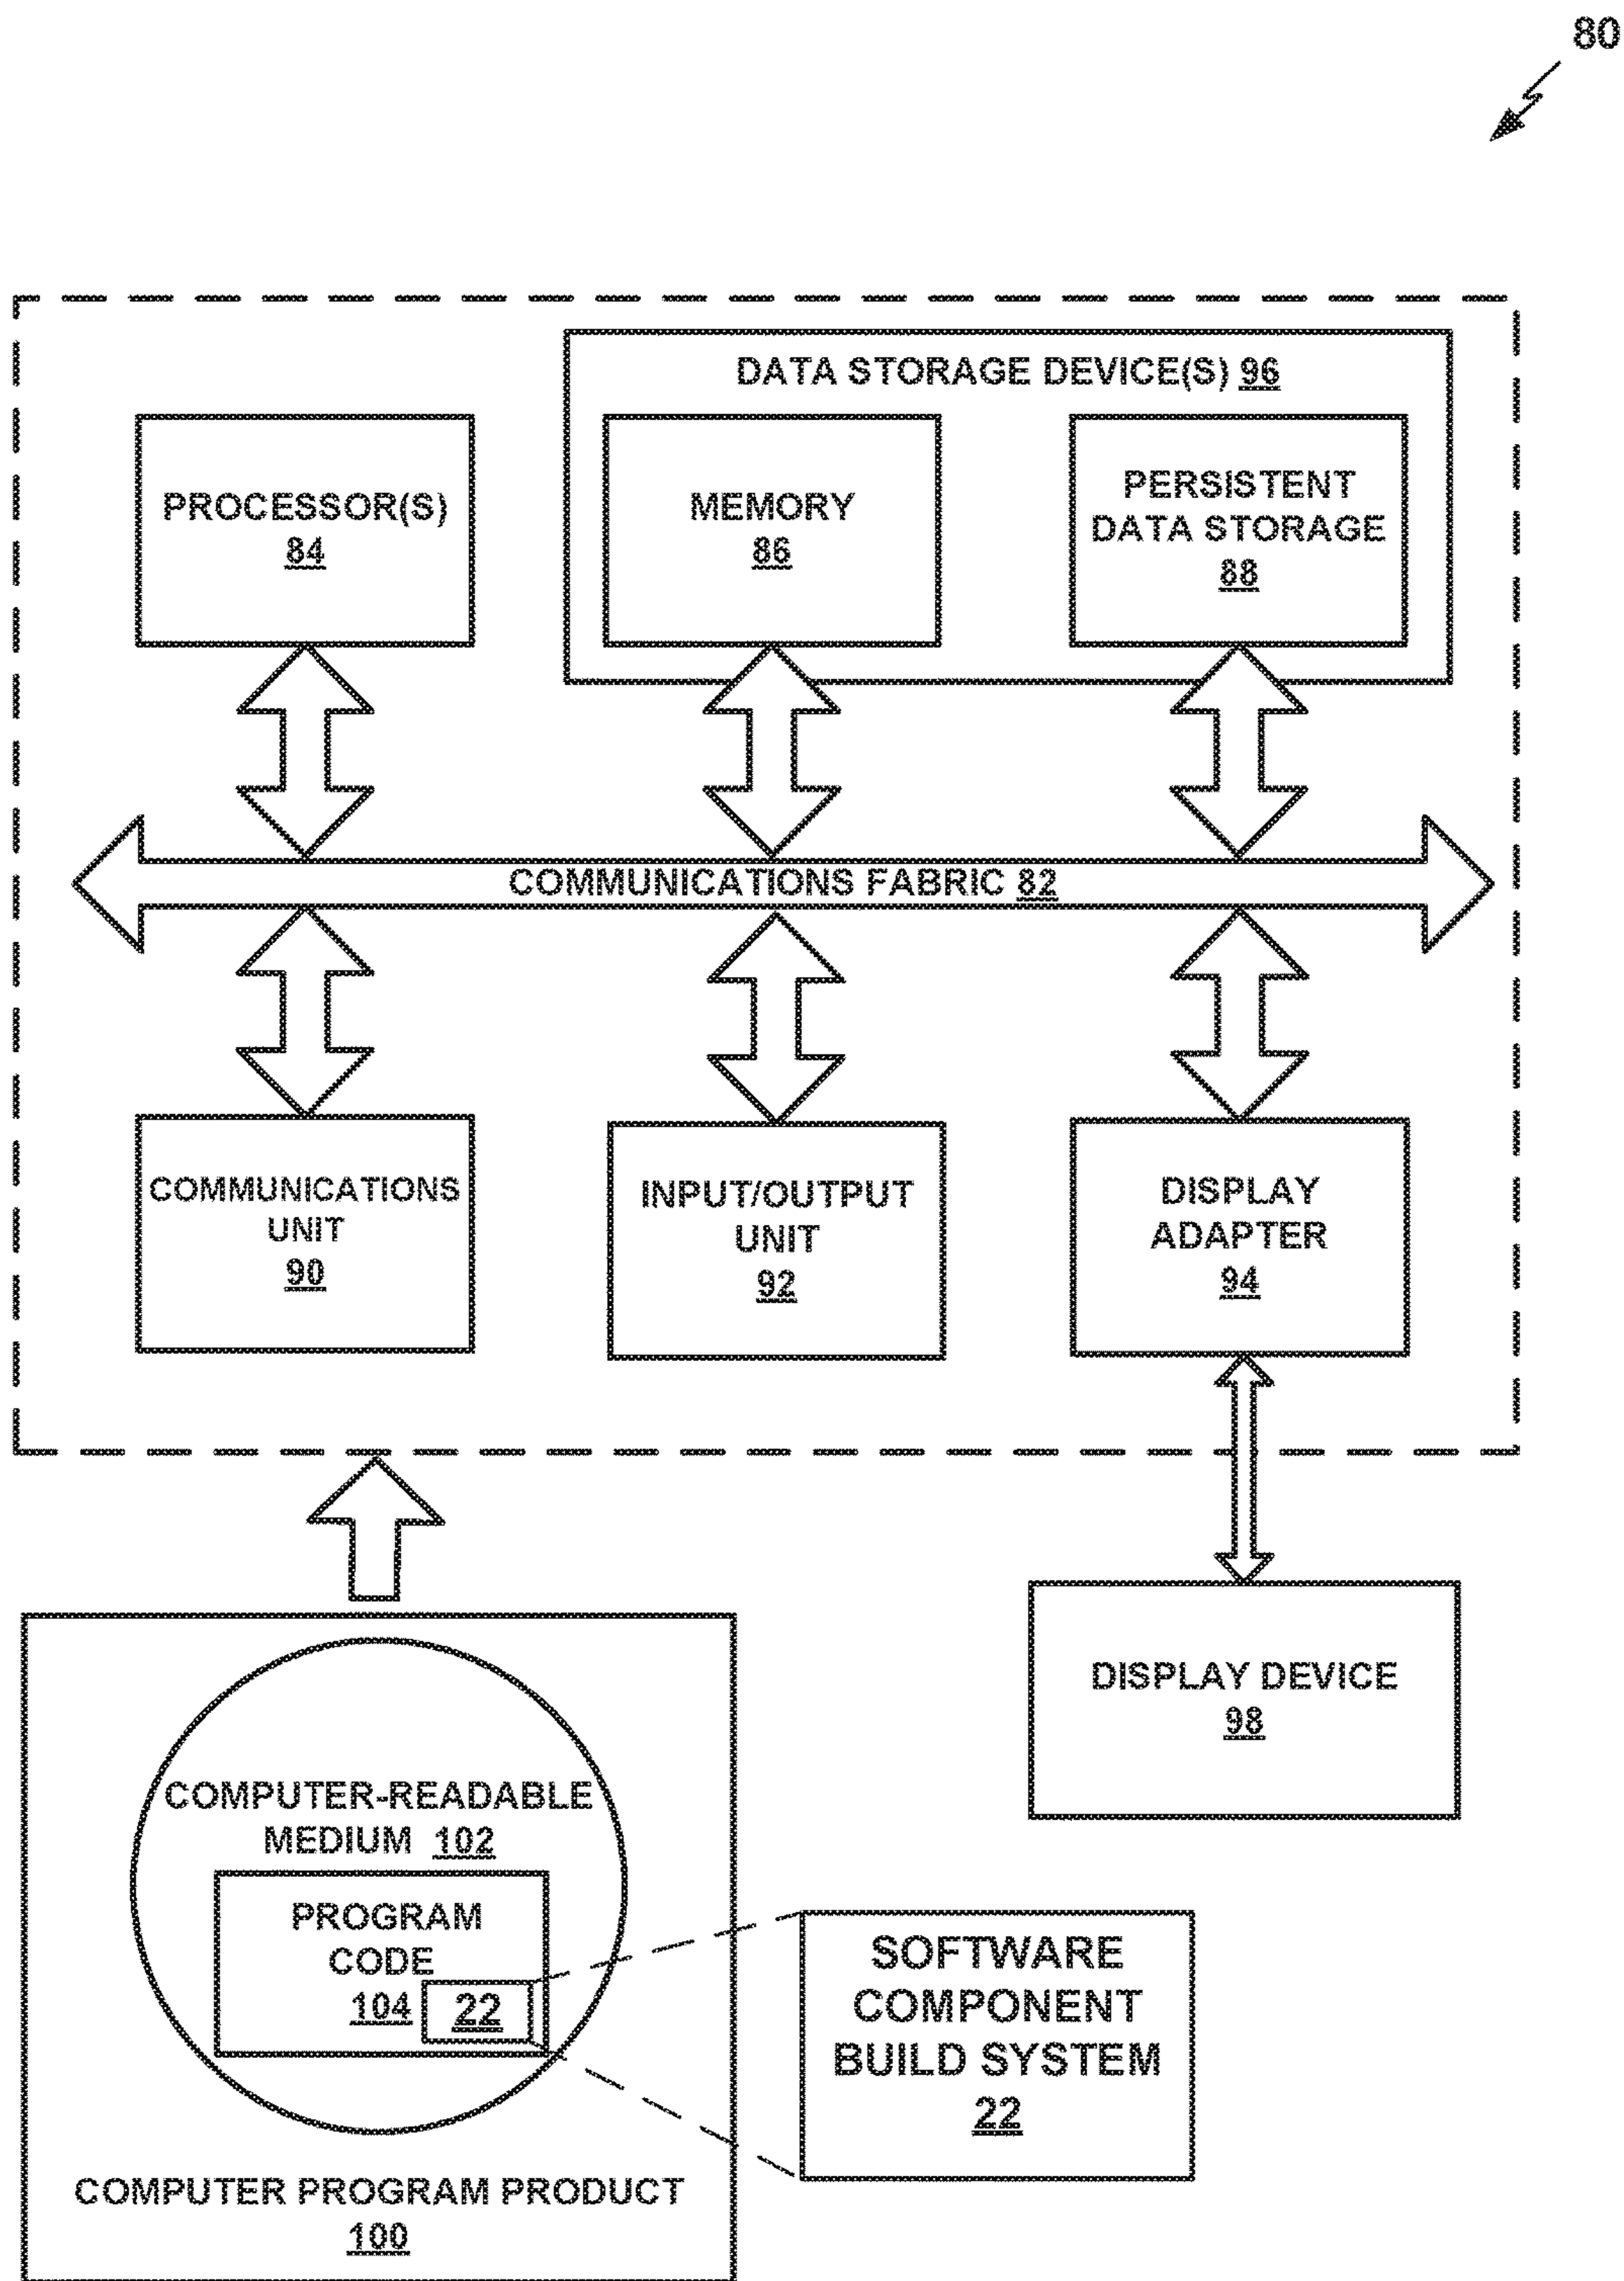 80
DATA STORAGE DEVICE(S) 96
PROCESSOR(S)
84
MEMORY
86
PERSISTENT
DATA STORAGE
88
COMMUNICATIONS FABRIC 82
COMMUNICATIONS
UNIT
90
INPUT/OUTPUT
UNIT
92
DISPLAY
ADAPTER
94
DISPLAY DEVICE
98
COMPUTER-READABLE
MEDIUM 102
PROGRAM
CODE
104
22
SOFTWARE
COMPONENT
BUILD SYSTEM
22
COMPUTER PROGRAM PRODUCT
100